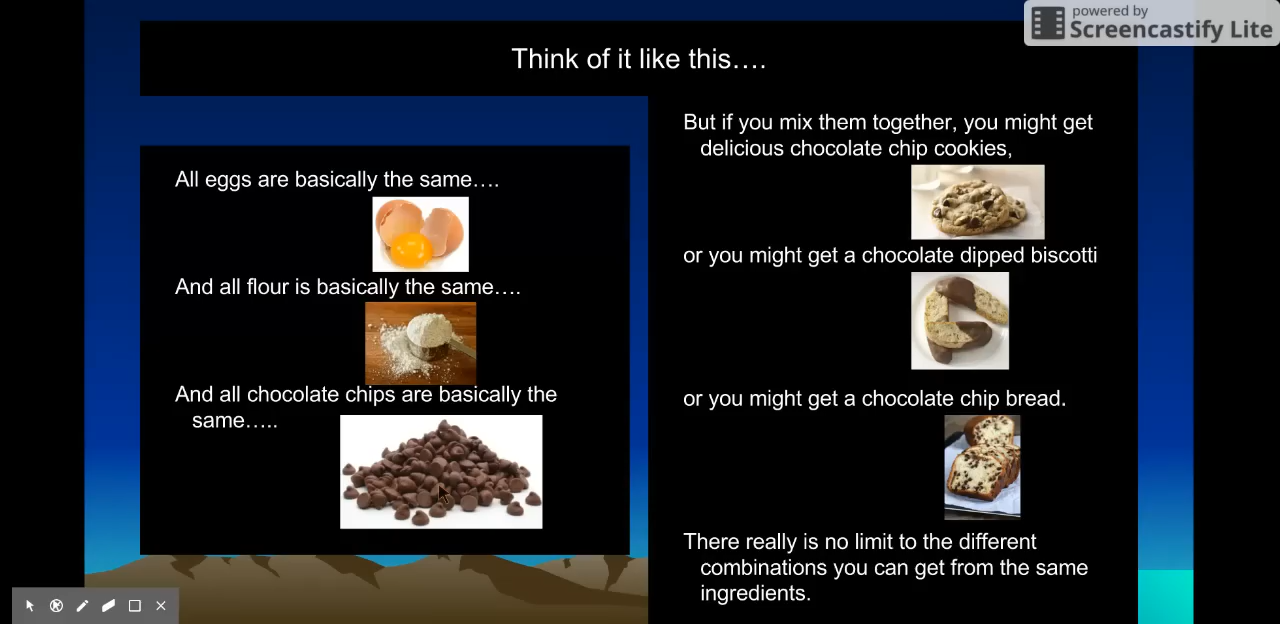 powered by
Screencastify Lite
Think of it like this….
All eggs are basically the same….
And all flour is basically the same….
And all chocolate chips are basically the
same…..
But if you mix them together, you might get
delicious chocolate chip cookies,
or you might get a chocolate dipped biscotti
or you might get a chocolate chip bread.
There really is no limit to the different
combinations you can get from the same
ingredients.